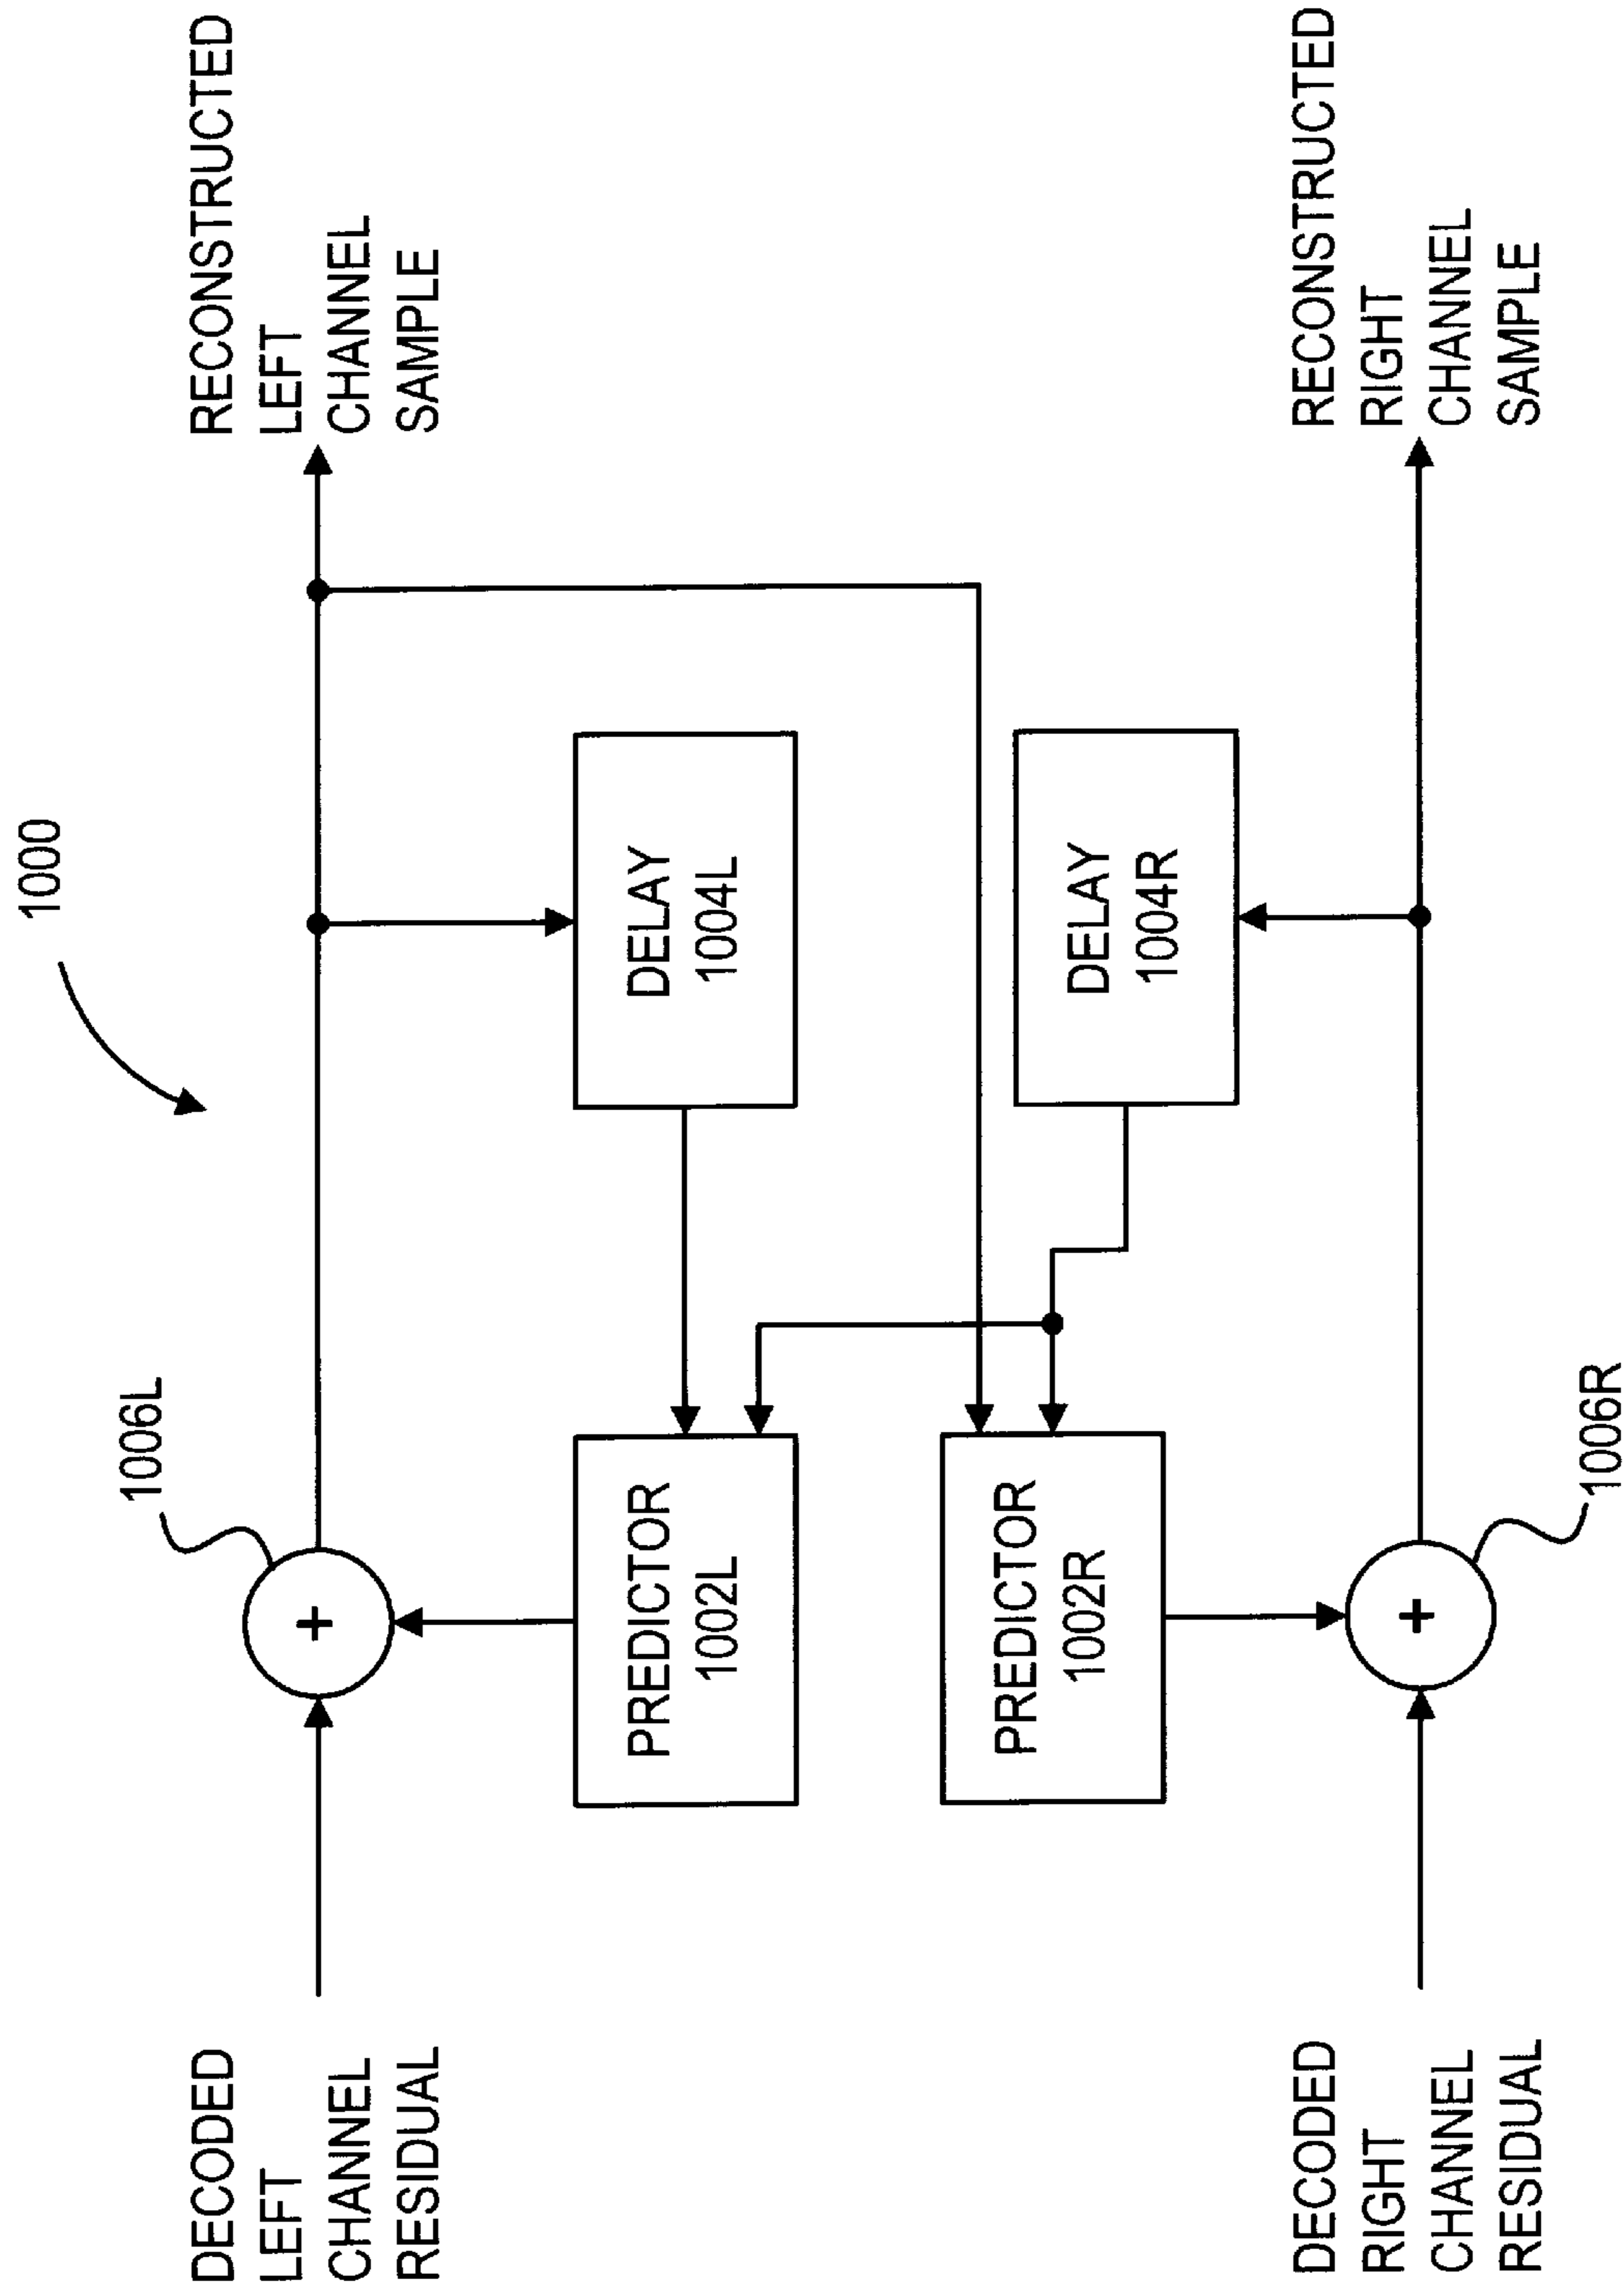 1000
DECODED
LEFT
CHANNEL
RESIDUAL
1006L
+
RECONSTRUCTED
LEFT
CHANNEL
SAMPLE
PREDICTOR
1002L
DELAY
1004L
PREDICTOR
1002R
DELAY
1004R
DECODED
RIGHT
CHANNEL
RESIDUAL
+
1006R
RECONSTRUCTED
RIGHT
CHANNEL
SAMPLE